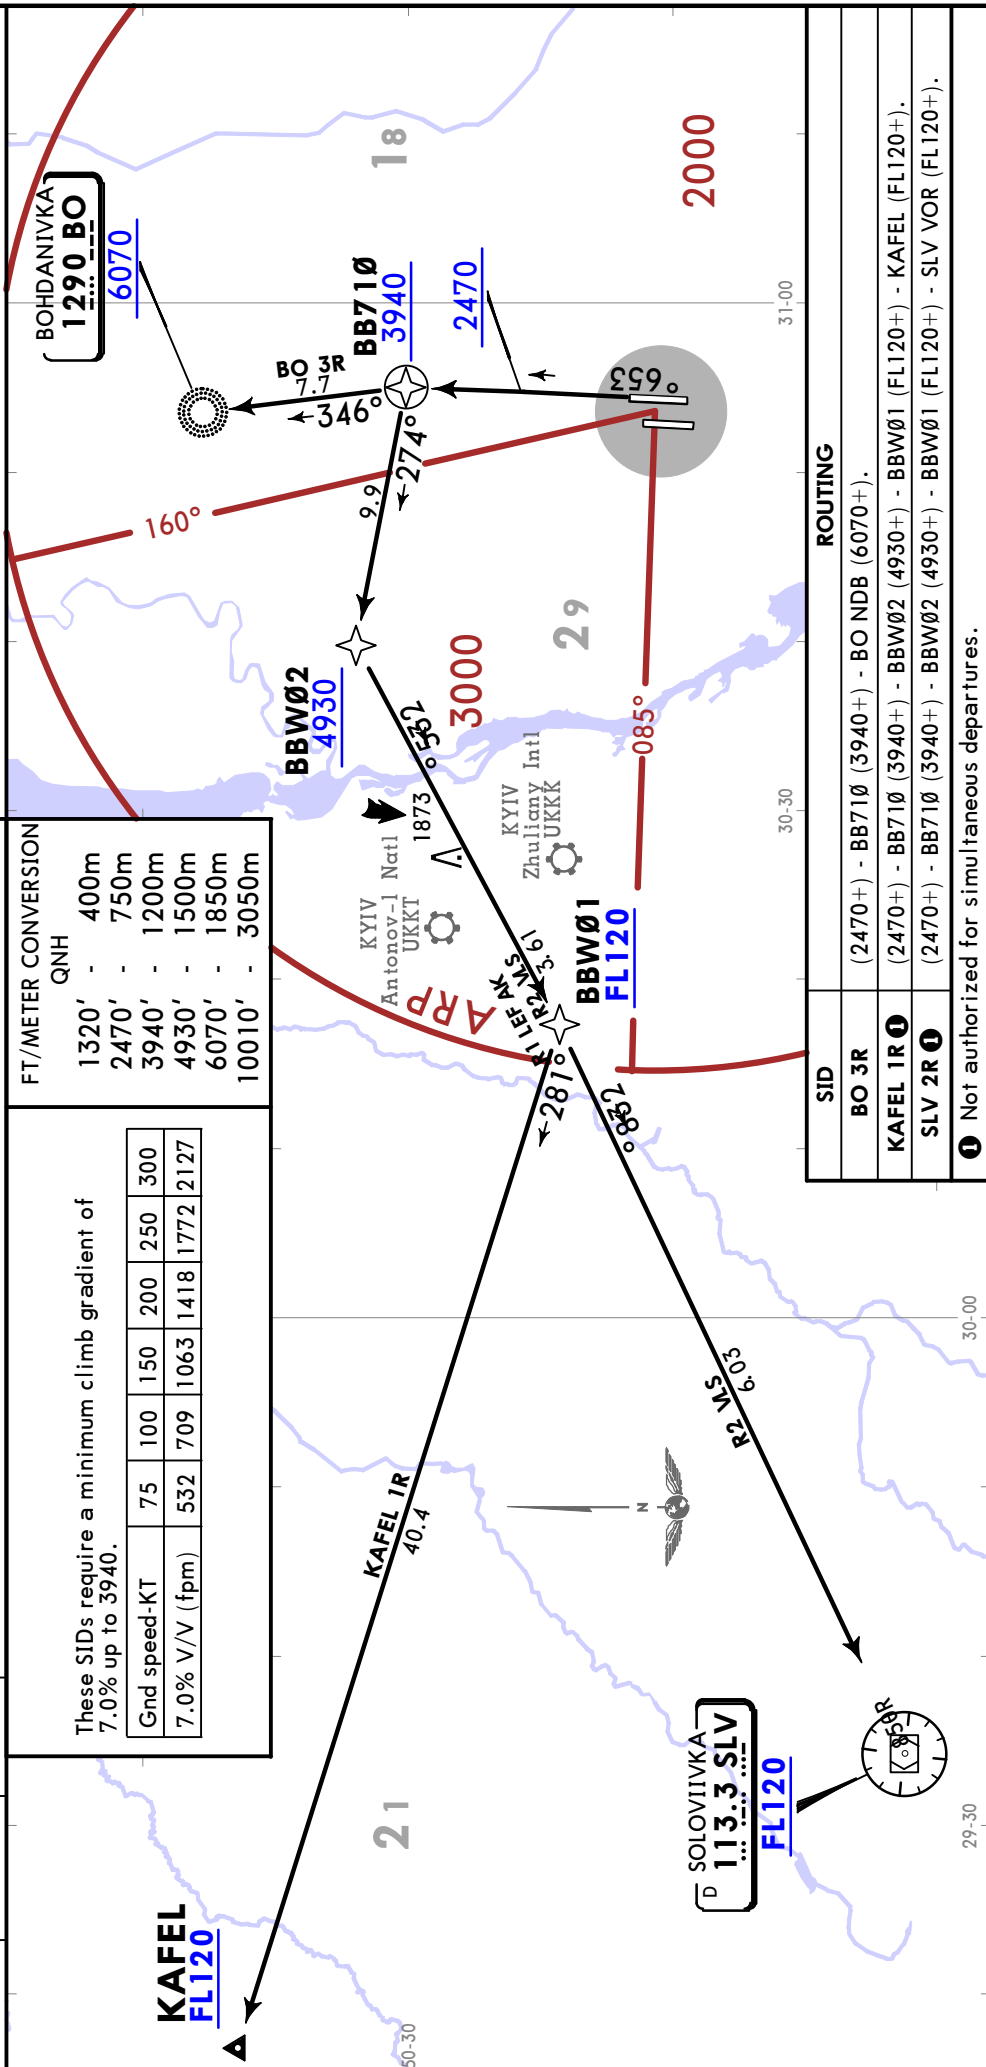 BOHDANIVKA
1290 BO
6070
BB71Ø
3940
2470
BO 3R
7.7
346°
274°
9.9
160°
18
2000
31-00
BBWØ2
4930
3000
29
085°
1873
KYIV
Antonov-1 Natl
UKKT
KYIV
Zhuliany Intl
UKKK
30-30
ARP
BBWØ1
FL120
281°
KAFEL 1R
40.4
N
30-00
D
SOLOVIIVKA
113.3 SLV
FL120
21
29-30
KAFEL
FL120
50-30
FT/METER CONVERSION
QNH
1320' - 400m
2470' - 750m
3940' - 1200m
4930' - 1500m
6070' - 1850m
10010' - 3050m
These SIDs require a minimum climb gradient of
7.0% up to 3940.
Gnd speed-KT 75 100 150 200 250 300
7.0% V/V (fpm) 532 709 1063 1418 1772 2127
SID ROUTING
BO 3R (2470+) - BB71Ø (3940+) - BO NDB (6070+).
KAFEL 1R ❶ (2470+) - BB71Ø (3940+) - BBWØ2 (4930+) - BBWØ1 (FL120+) - KAFEL (FL120+).
SLV 2R ❶ (2470+) - BB71Ø (3940+) - BBWØ2 (4930+) - BBWØ1 (FL120+) - SLV VOR (FL120+).
❶ Not authorized for simultaneous departures.